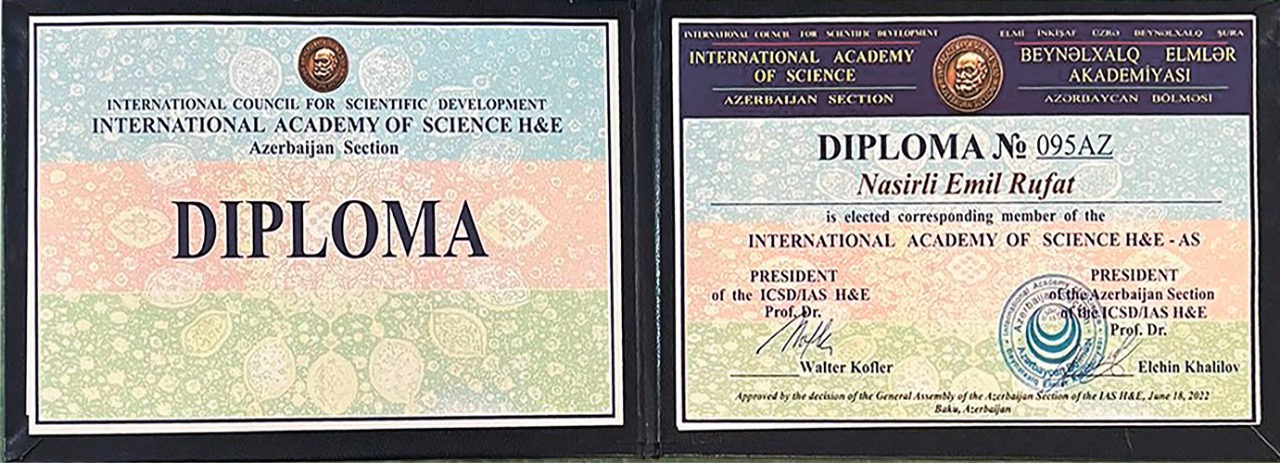 INTERNATIONAL COUNCIL FOR SCIENTIFIC DEVELOPMENT
INTERNATIONAL ACADEMY OF SCIENCE H&E
Azerbaijan Section
DIPLOMA
INTERNATIONAL COUNCIL FOR SCIENTIFIC DEVELOPMENT
INTERNATIONAL ACADEMY
OF SCIENCE
AZERBAIJAN SECTION
ELMİ İNKİŞAF ÜZRƏ BEYNƏLXALQ ŞURA
BEYNƏLXALQ ELMLƏR
AKADEMİYASI
AZƏRBAYCAN BÖLMƏSİ
DIPLOMA № 095AZ
Nasirli Emil Rufat
is elected corresponding member of the
INTERNATIONAL ACADEMY OF SCIENCE H&E - AS
PRESIDENT
of the ICSD/IAS H&E
Prof. Dr.
Walter Kofler
PRESIDENT
of the Azerbaijan Section
of the ICSD/IAS H&E
Prof. Dr.
Elchin Khalilov
Approved by the decision of the General Assembly of the Azerbaijan Section of the IAS H&E, June 18, 2022
Baku, Azerbaijan